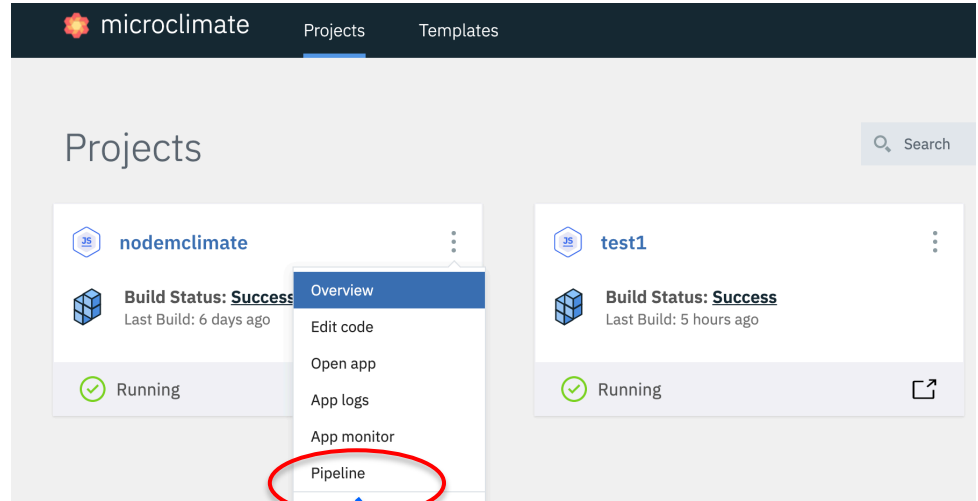 microclimate
Projects
Templates
Projects
Search
JS
nodemclimate
Build Status: Success
Last Build: 6 days ago
Running
Overview
Edit code
Open app
App logs
App monitor
Pipeline
JS
test1
Build Status: Success
Last Build: 5 hours ago
Running